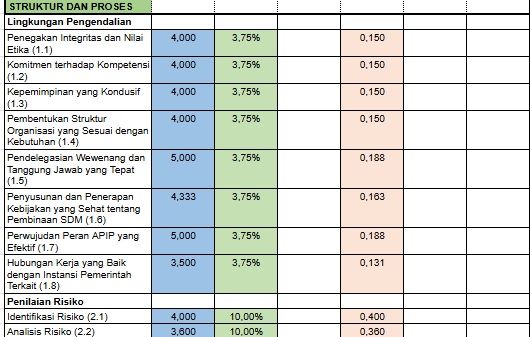 STRUKTUR DAN PROSES
Lingkungan Pengendalian
Penegakan Integritas dan Nilai
Etika (1.1)
4,000 3,75% 0,150
Komitmen terhadap Kompetensi
(1.2)
4,000 3,75% 0,150
Kepemimpinan yang Kondusif
(1.3)
4,000 3,75% 0,150
Pembentukan Struktur
Organisasi yang Sesuai dengan
Kebutuhan (1.4)
4,000 3,75% 0,150
Pendelegasian Wewenang dan
Tanggung Jawab yang Tepat
(1.5)
5,000 3,75% 0,188
Penyusunan dan Penerapan
Kebijakan yang Sehat tentang
Pembinaan SDM (1.6)
4,333 3,75% 0,163
Perwujudan Peran APIP yang
Efektif (1.7)
5,000 3,75% 0,188
Hubungan Kerja yang Baik
dengan Instansi Pemerintah
Terkait (1.8)
3,500 3,75% 0,131
Penilaian Risiko
Identifikasi Risiko (2.1) 4,000 10,00% 0,400
Analisis Risiko (2.2) 3,600 10,00% 0,360